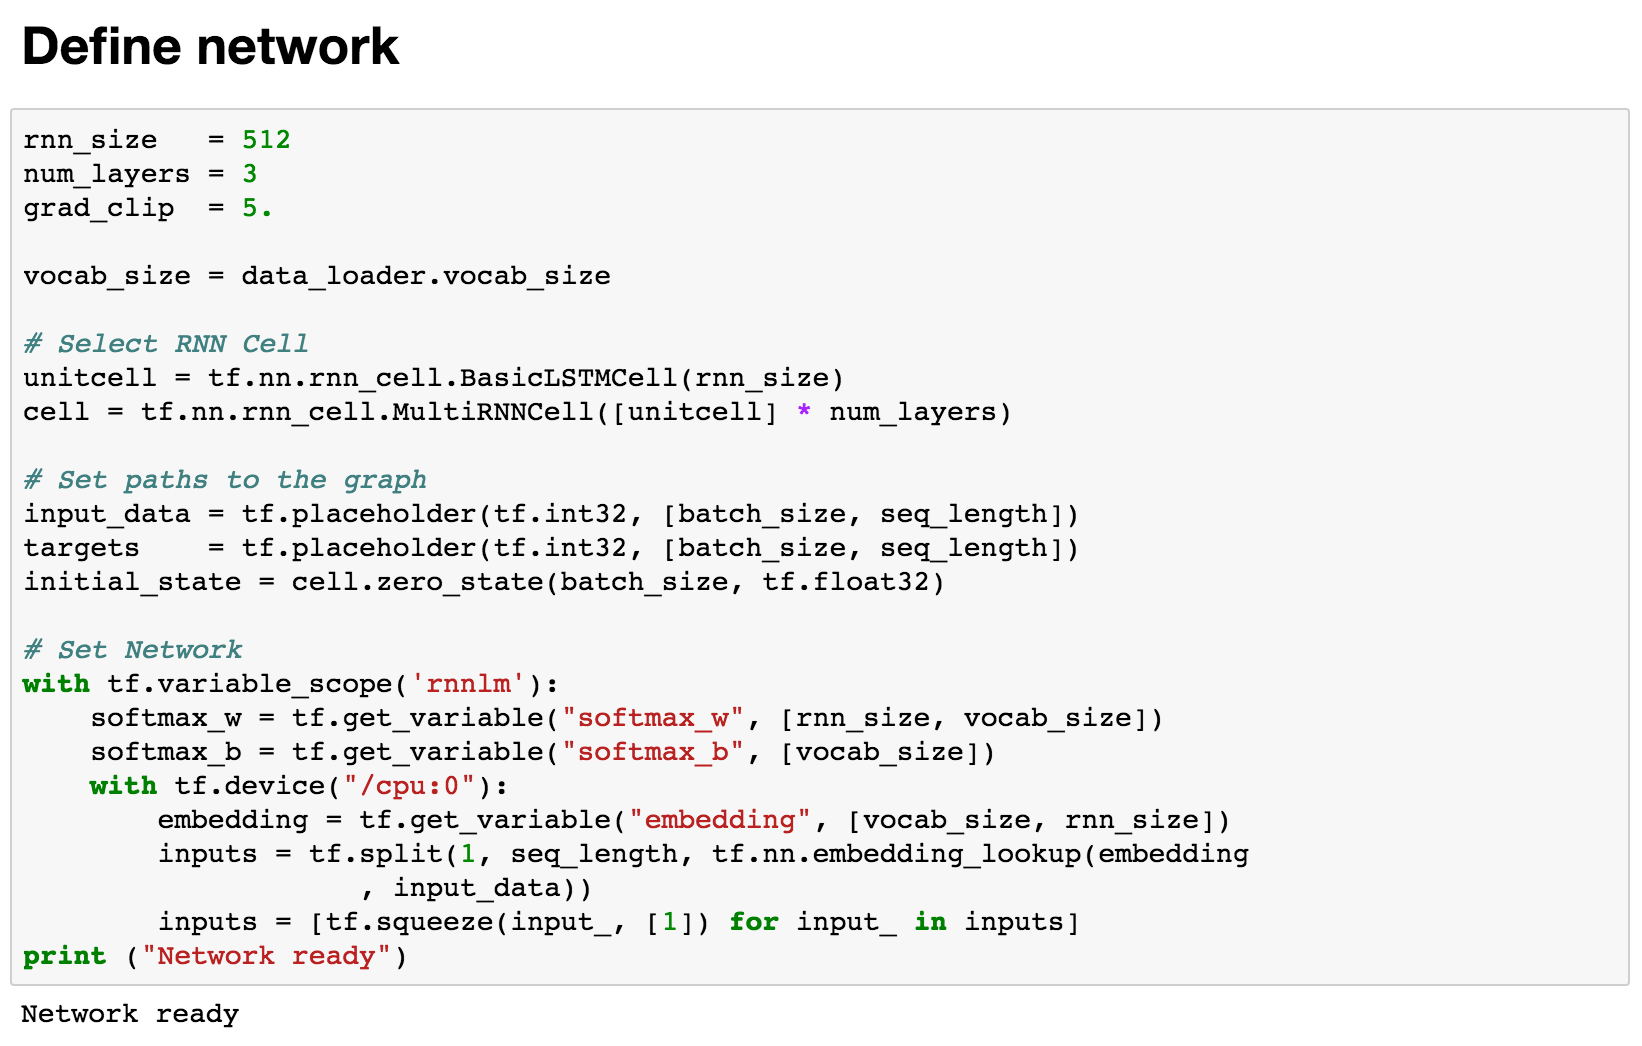 Define network
rnn_size   = 512
num_layers = 3
grad_clip  = 5.
vocab_size = data_loader.vocab_size
# Select RNN Cell
unitcell = tf.nn.rnn_cell.BasicLSTMCell(rnn_size)
cell = tf.nn.rnn_cell.MultiRNNCell([unitcell] * num_layers)
# Set paths to the graph
input_data = tf.placeholder(tf.int32, [batch_size, seq_length])
targets    = tf.placeholder(tf.int32, [batch_size, seq_length])
initial_state = cell.zero_state(batch_size, tf.float32)
# Set Network
with tf.variable_scope('rnnlm'):
    softmax_w = tf.get_variable("softmax_w", [rnn_size, vocab_size])
    softmax_b = tf.get_variable("softmax_b", [vocab_size])
    with tf.device("/cpu:0"):
        embedding = tf.get_variable("embedding", [vocab_size, rnn_size])
        inputs = tf.split(1, seq_length, tf.nn.embedding_lookup(embedding
                    , input_data))
        inputs = [tf.squeeze(input_, [1]) for input_ in inputs]
print ("Network ready")
Network ready